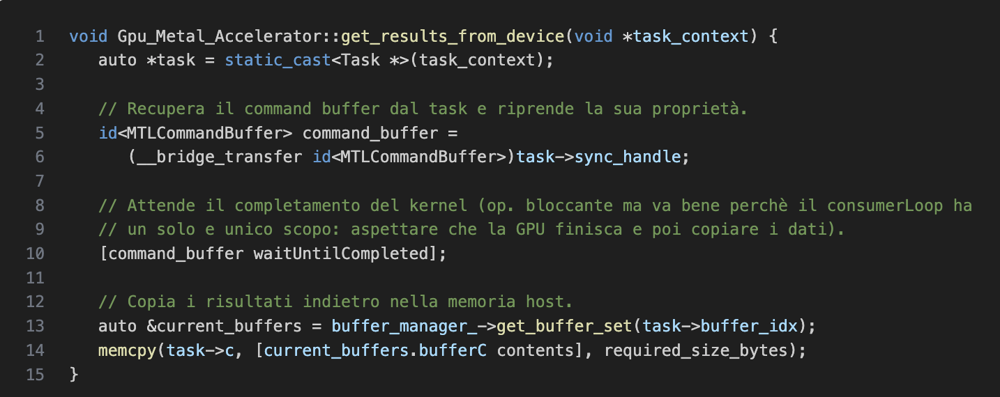 1 void Gpu_Metal_Accelerator::get_results_from_device(void *task_context) {
2    auto *task = static_cast<Task *>(task_context);
3
4    // Recupera il command buffer dal task e riprende la sua proprietà.
5    id<MTLCommandBuffer> command_buffer =
6       (__bridge_transfer id<MTLCommandBuffer>)task->sync_handle;
7
8    // Attende il completamento del kernel (op. bloccante ma va bene perchè il consumerLoop ha
9    // un solo e unico scopo: aspettare che la GPU finisca e poi copiare i dati).
10    [command_buffer waitUntilCompleted];
11
12    // Copia i risultati indietro nella memoria host.
13    auto &current_buffers = buffer_manager_->get_buffer_set(task->buffer_idx);
14    memcpy(task->c, [current_buffers.bufferC contents], required_size_bytes);
15 }